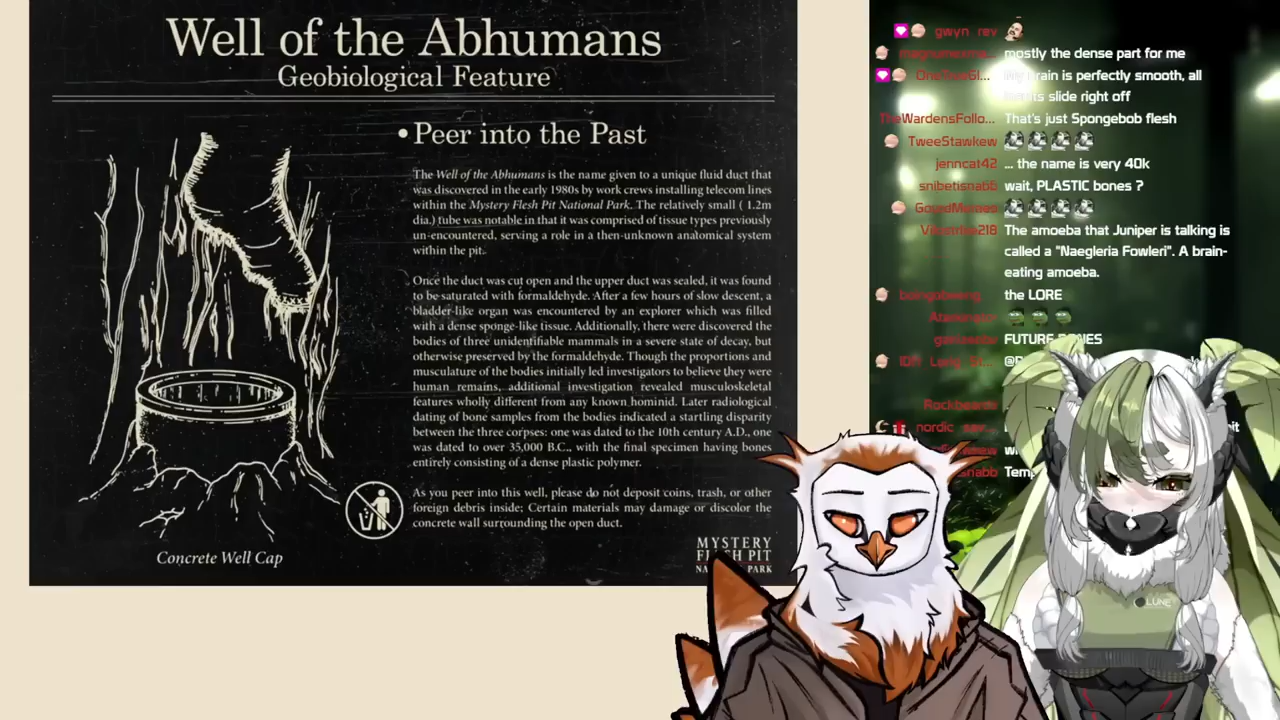 Well of the Abhumans
Geobiological Feature
• Peer into the Past
The Well of the Abhumans is the name given to a unique fluid duct that
was discovered in the early 1980s by work crews installing telecom lines
within the Mystery Flesh Pit National Park. The relatively small ( 1.2m
dia.) tube was notable in that it was comprised of tissue types previously
un-encountered, serving a role in a then-unknown anatomical system
within the pit.
Once the duct was cut open and the upper duct was sealed, it was found
to be saturated with formaldehyde. After a few hours of slow descent, a
bladder-like organ was encountered by an explorer which was filled
with a dense sponge-like tissue. Additionally, there were discovered the
bodies of three unidentifiable mammals in a severe state of decay, but
otherwise preserved by the formaldehyde. Though the proportions and
musculature of the bodies initially led investigators to believe they were
human remains, additional investigation revealed musculoskeletal
features wholly different from any known hominid. Later radiological
dating of bone samples from the bodies indicated a startling disparity
between the three corpses: one was dated to the 10th century A.D., one
was dated to over 35,000 B.C., with the final specimen having bones
entirely consisting of a dense plastic polymer.
As you peer into this well, please do not deposit coins, trash, or other
foreign debris inside; Certain materials may damage or discolor the
concrete wall surrounding the open duct.
Concrete Well Cap
MYSTERY
FLESH PIT
PARK
gwyn rev
mostly the dense part for me
is perfectly smooth, all
slide right off
TheWardensFollo... That's just Spongebob flesh
TweeStawkew
jenncat42 ... the name is very 40k
snibetisnabb wait, PLASTIC bones ?
The amoeba that Juniper is talking is
called a "Naegleria Fowleri". A brain-
eating amoeba.
the LORE
FUTURE BONES
nordic
LUNE